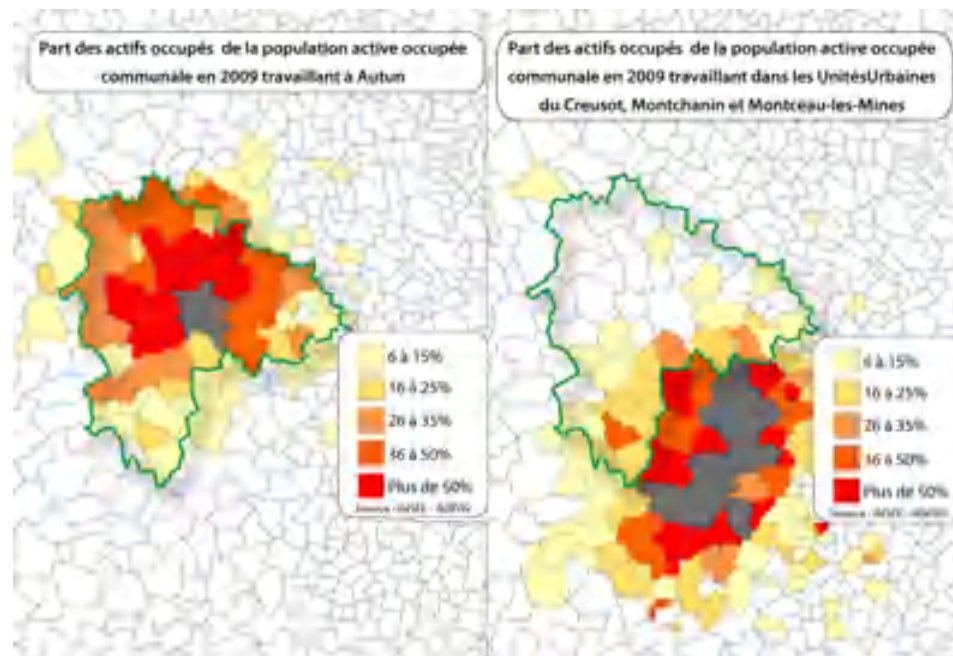 Part des actifs occupés de la population active occupée
communale en 2009 travaillant à Autun
6 à 15%
16 à 25%
26 à 35%
36 à 50%
Plus de 50%
Part des actifs occupés de la population active occupée
communale en 2009 travaillant dans les UnitésUrbaines
du Creusot, Montchanin et Montceau-les-Mines
6 à 15%
16 à 25%
26 à 35%
36 à 50%
Plus de 50%